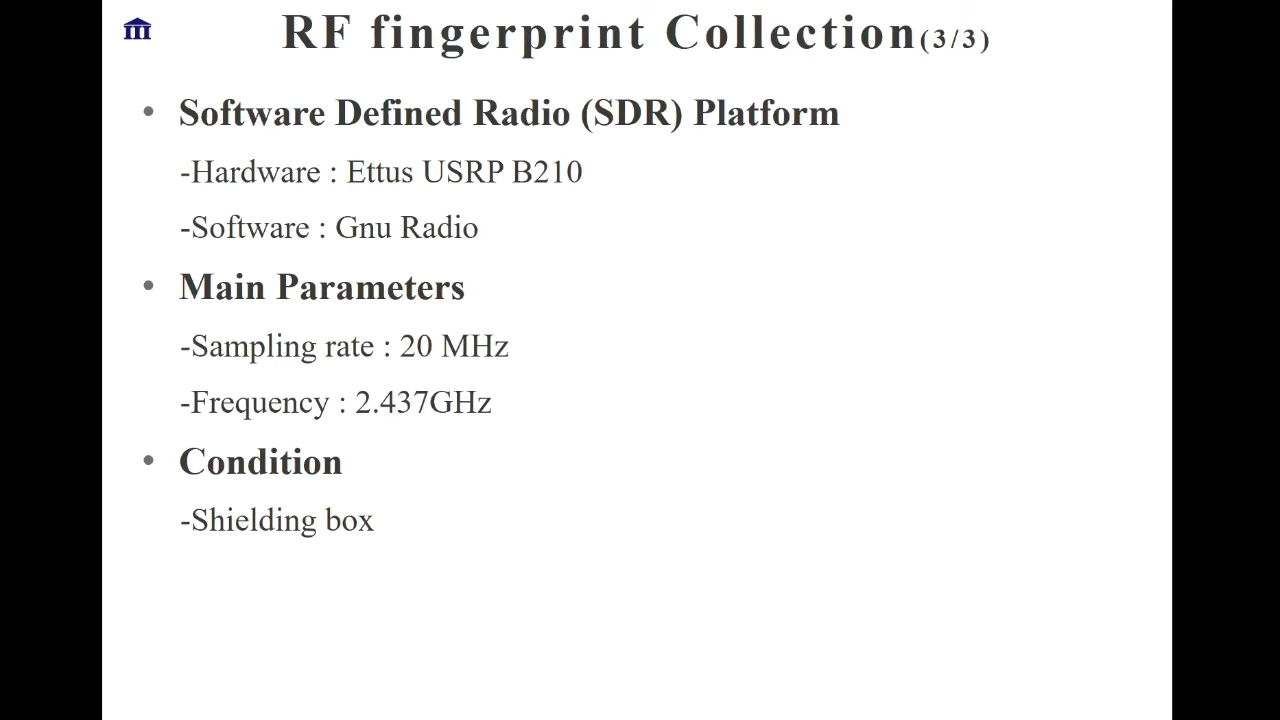 RF fingerprint Collection(3/3)
• Software Defined Radio (SDR) Platform
-Hardware : Ettus USRP B210
-Software : Gnu Radio
• Main Parameters
-Sampling rate : 20 MHz
-Frequency : 2.437GHz
• Condition
-Shielding box